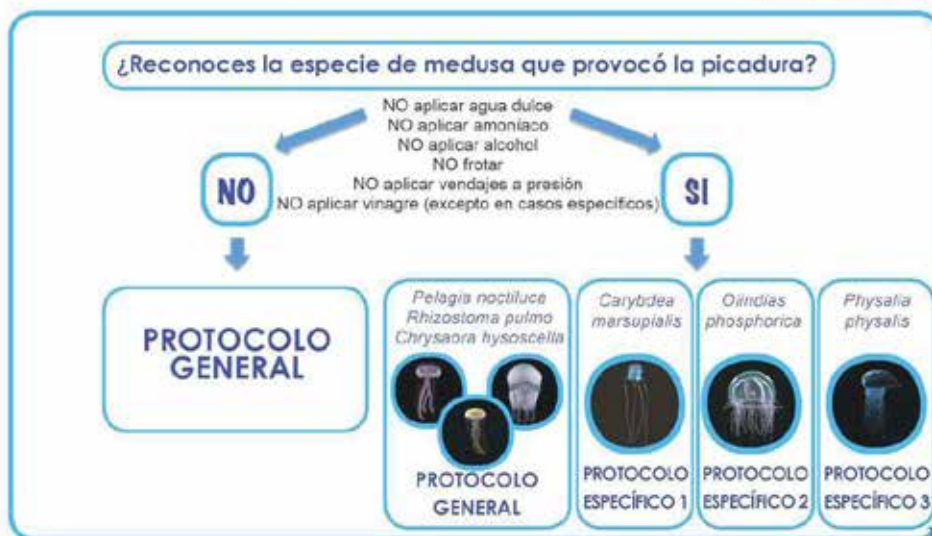 ¿Reconoces la especie de medusa que provocó la picadura?
NO aplicar agua dulce
NO aplicar amoníaco
NO aplicar alcohol
NO frotar
NO aplicar vendajes a presión
NO aplicar vinagre (excepto en casos específicos)
NO
SI
PROTOCOLO
GENERAL
Pelagia noctiluce
Rhizostoma pulmo
Chrysaora hysoscella
PROTOCOLO
GENERAL
Carybdea
marsupialis
PROTOCOLO
ESPECÍFICO 1
Olindias
phosphorica
PROTOCOLO
ESPECÍFICO 2
Physalia
physalis
PROTOCOLO
ESPECÍFICO 3